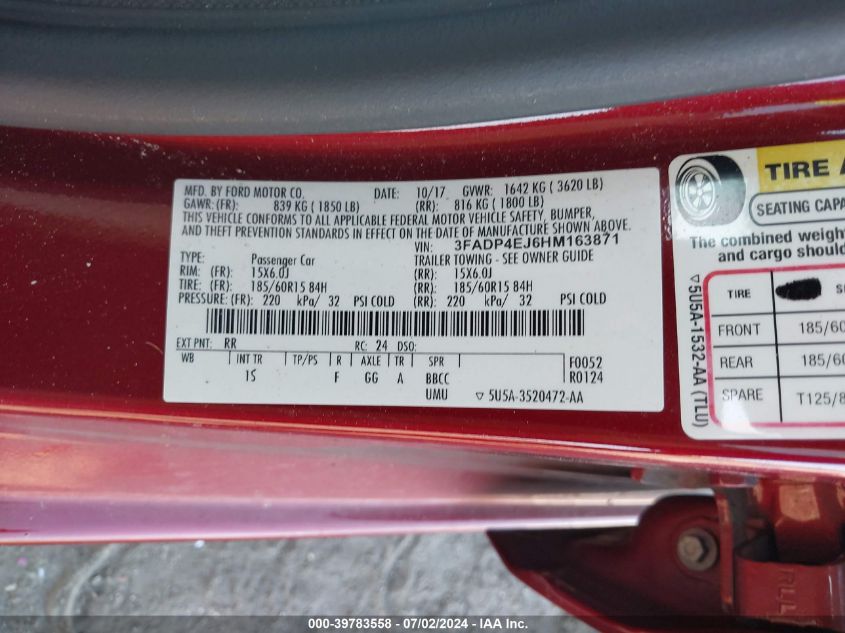 MFD. BY FORD MOTOR CO. DATE: 10/17 GVWR: 1642 KG ( 3620 LB)
GAWR:(FR): 839 KG ( 1850 LB) (RR): 816 KG ( 1800 LB)
THIS VEHICLE CONFORMS TO ALL APPLICABLE FEDERAL MOTOR VEHICLE SAFETY, BUMPER,
AND THEFT PREVENTION STANDARDS IN EFFECT ON THE DATE OF MANUFACTURE SHOWN ABOVE.
VIN: 3FADP4EJ6HM163871
TYPE: Passenger Car TRAILER TOWING - SEE OWNER GUIDE
RIM: (FR): 15X6.0J (RR): 15X6.0J
TIRE: (FR): 185/60R15 84H (RR): 185/60R15 84H
PRESSURE:(FR): 220 kPa/ 32 PSI COLD (RR): 220 kPa/ 32 PSI COLD
EXT PNT: RR RC: 24 DSO:
WB INT TR TP/PS R AXLE TR SPR F0052
15 F GG A BBCC R0124
UMU ▽ 5U5A-3520472-AA
TIRE A
SEATING CAPA
The combined weigh
and cargo shoul
TIRE S
FRONT 185/60
REAR 185/6
SPARE T125/8
▽5U5A-1532-AA (TLU)
RLL
000-39783558 - 07/02/2024 - IAA Inc.